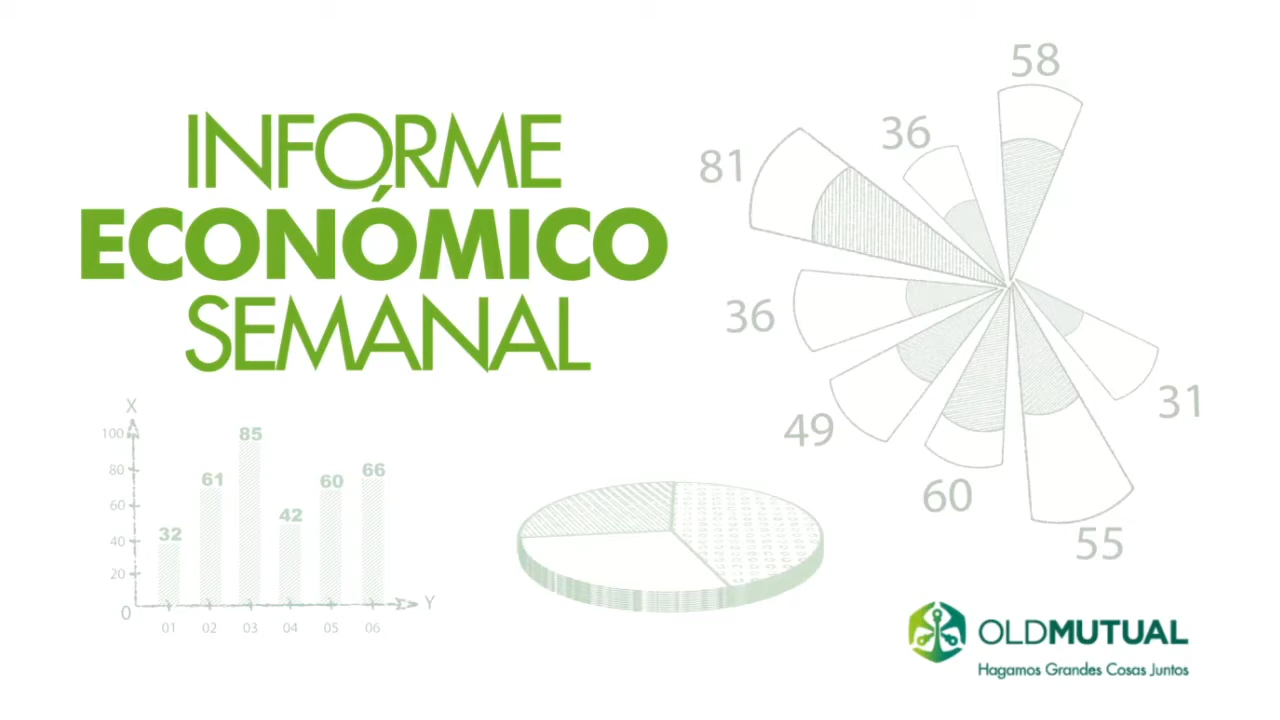 INFORME
ECONÓMICO
SEMANAL
58
36
81
36
49
60
55
31
X
100
80
60
40
20
0
32
61
85
42
60
66
Y
01 02 03 04 05 06
OLDMUTUAL
Hagamos Grandes Cosas Juntos